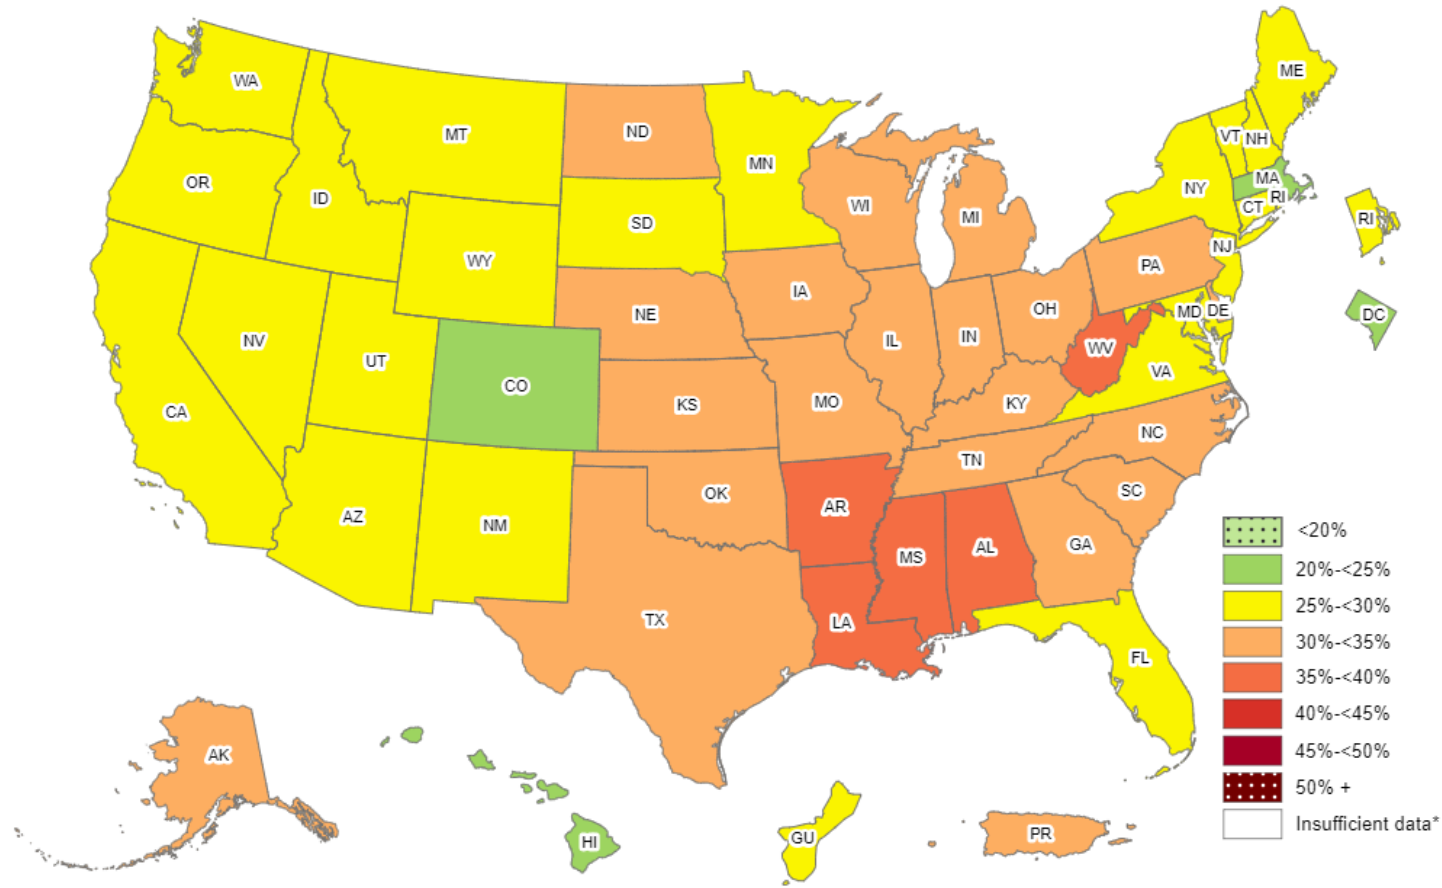 ME
WA
MT
ND
VT
NH
MN
OR
MA
NY
ID
RI
CT
WI
MI
RI
SD
NJ
WY
PA
IA
OH
MD
DE
NE
DC
NV
IN
IL
WV
UT
VA
CO
KS
MO
KY
CA
NC
TN
SC
OK
AR
AZ
NM
GA
AL
MS
TX
LA
FL
<20%
20%-<25%
25%-<30%
30%-<35%
35%-<40%
40%-<45%
45%-<50%
50% +
Insufficient data*
AK
HI
GU
PR